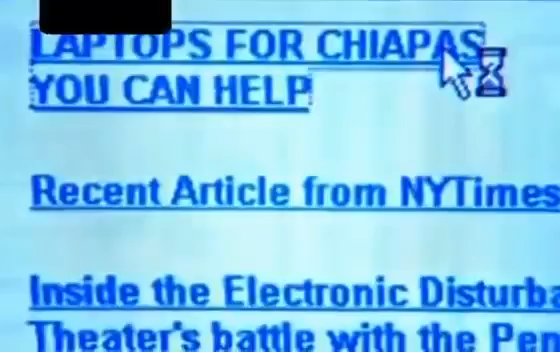 LAPTOPS FOR CHIAPAS
YOU CAN HELP
Recent Article from NYTimes
Inside the Electronic
Theater's battle with the